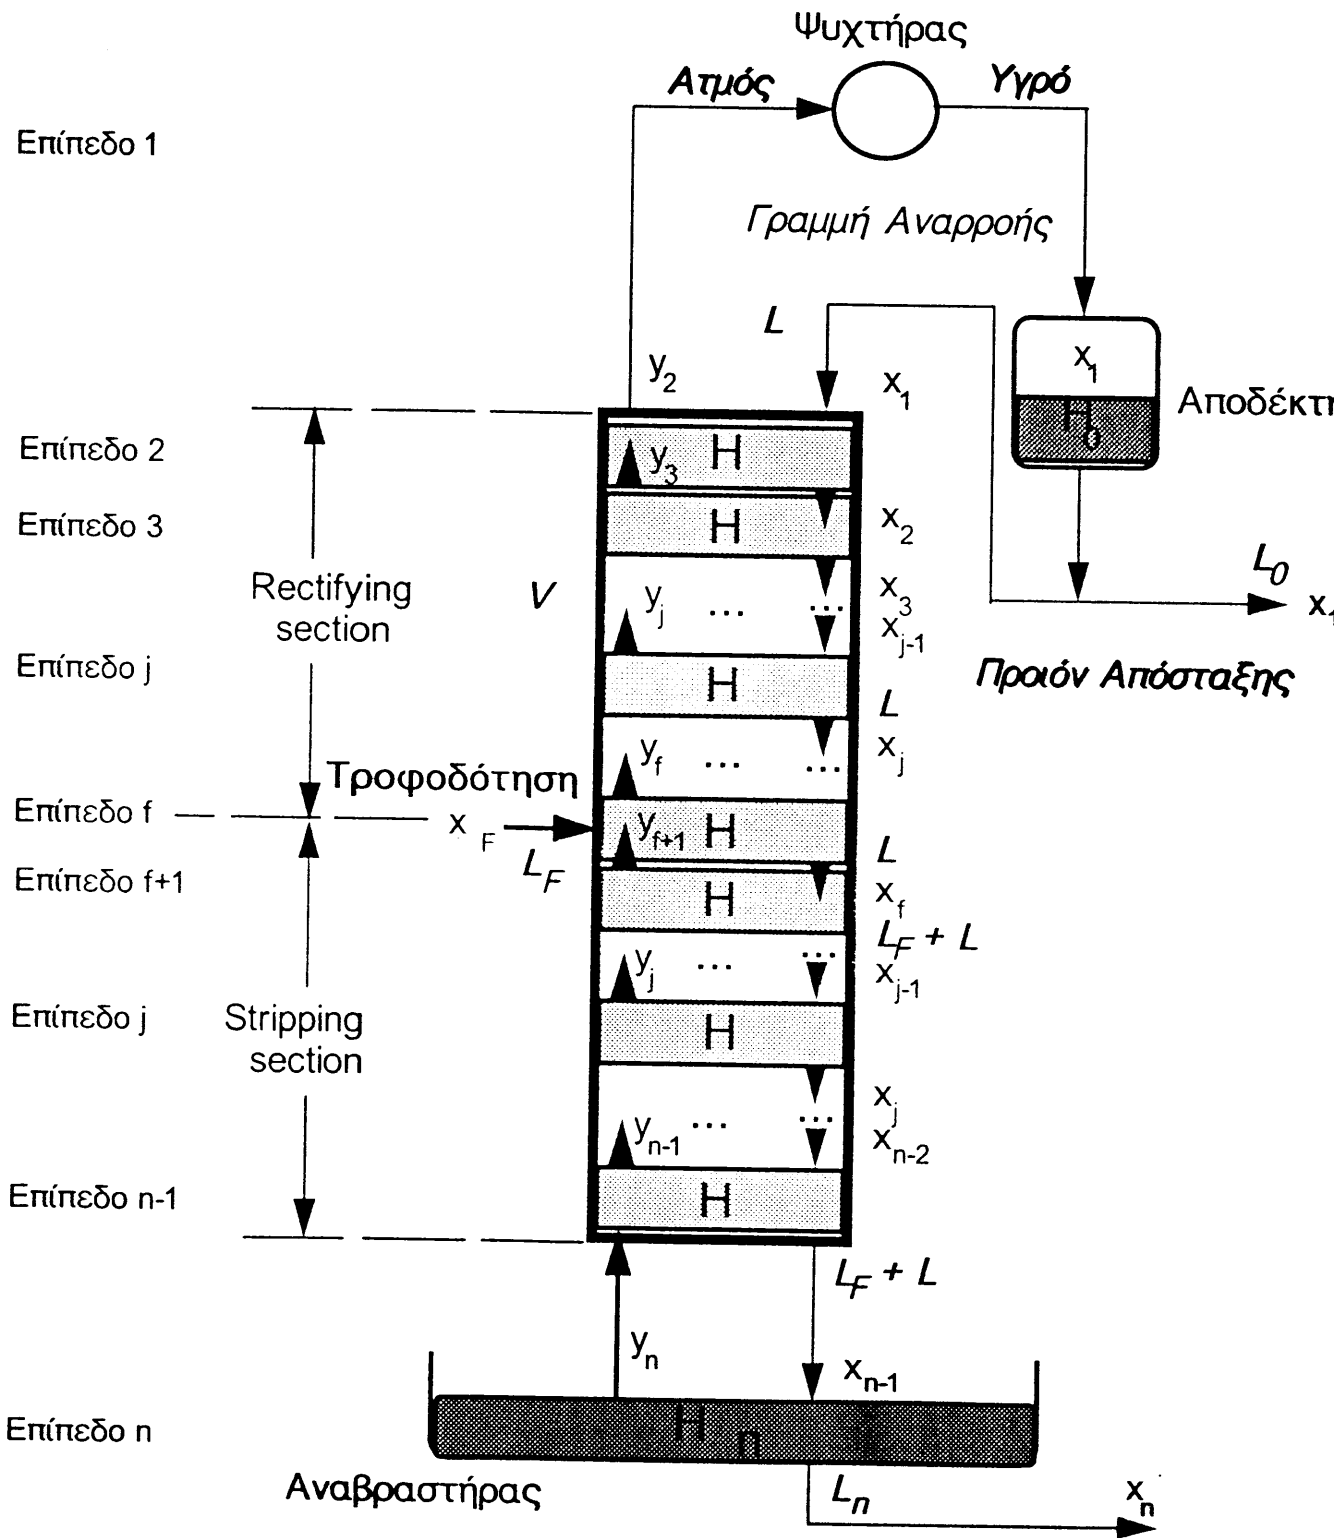 Ψυχτήρας
Ατμός
Υγρό
Επίπεδο 1
Γραμμή Αναρροής
L
y2
x1
x1
H0
Αποδέκτη
Επίπεδο 2
y3
H
Επίπεδο 3
H
x2
Rectifying
section
V
yj
...
...
x3
xj-1
L0
x1
Επίπεδο j
H
Προιόν Απόσταξης
L
yf
...
...
xj
Τροφοδότηση
Επίπεδο f
xF
LF
yf+1
H
L
Επίπεδο f+1
H
xf
LF + L
yj
...
...
xj-1
Επίπεδο j
Stripping
section
H
xj
yn-1
...
...
xn-2
Επίπεδο n-1
H
LF + L
yn
xn-1
Επίπεδο n
Hn
Αναβραστήρας
Ln
xn